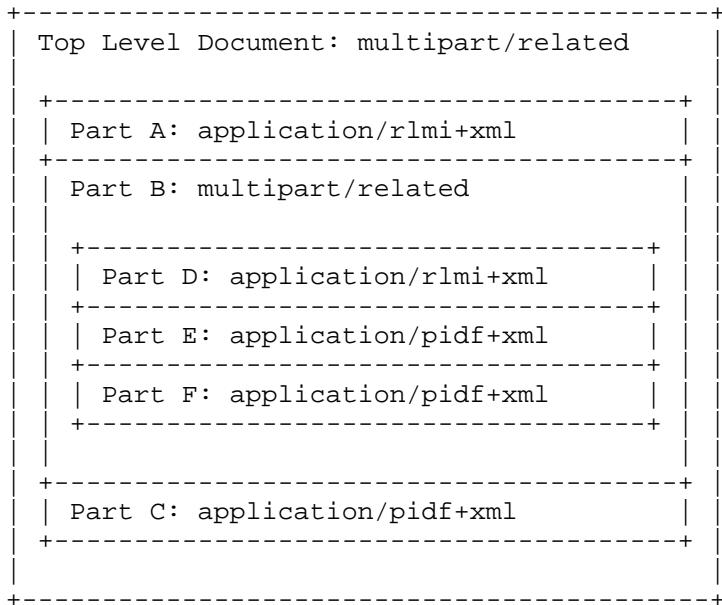 Top Level Document: multipart/related
Part A: application/rlmi+xml
Part B: multipart/related
Part D: application/rlmi+xml
Part E: application/pidf+xml
Part F: application/pidf+xml
Part C: application/pidf+xml